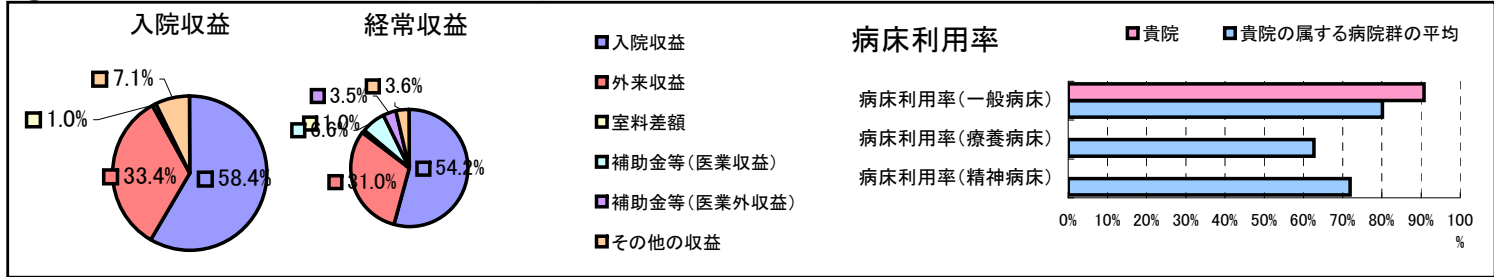 入院収益
7.1%
1.0%
33.4%
58.4%
経常収益
3.6%
3.5%
1.0%
6.6%
31.0%
54.2%
入院収益
外来収益
室料差額
補助金等(医業収益)
補助金等(医業外収益)
その他の収益
病床利用率
貴院 貴院の属する病院群の平均
病床利用率(一般病床)
病床利用率(療養病床)
病床利用率(精神病床)
0% 10% 20% 30% 40% 50% 60% 70% 80% 90% 100
%